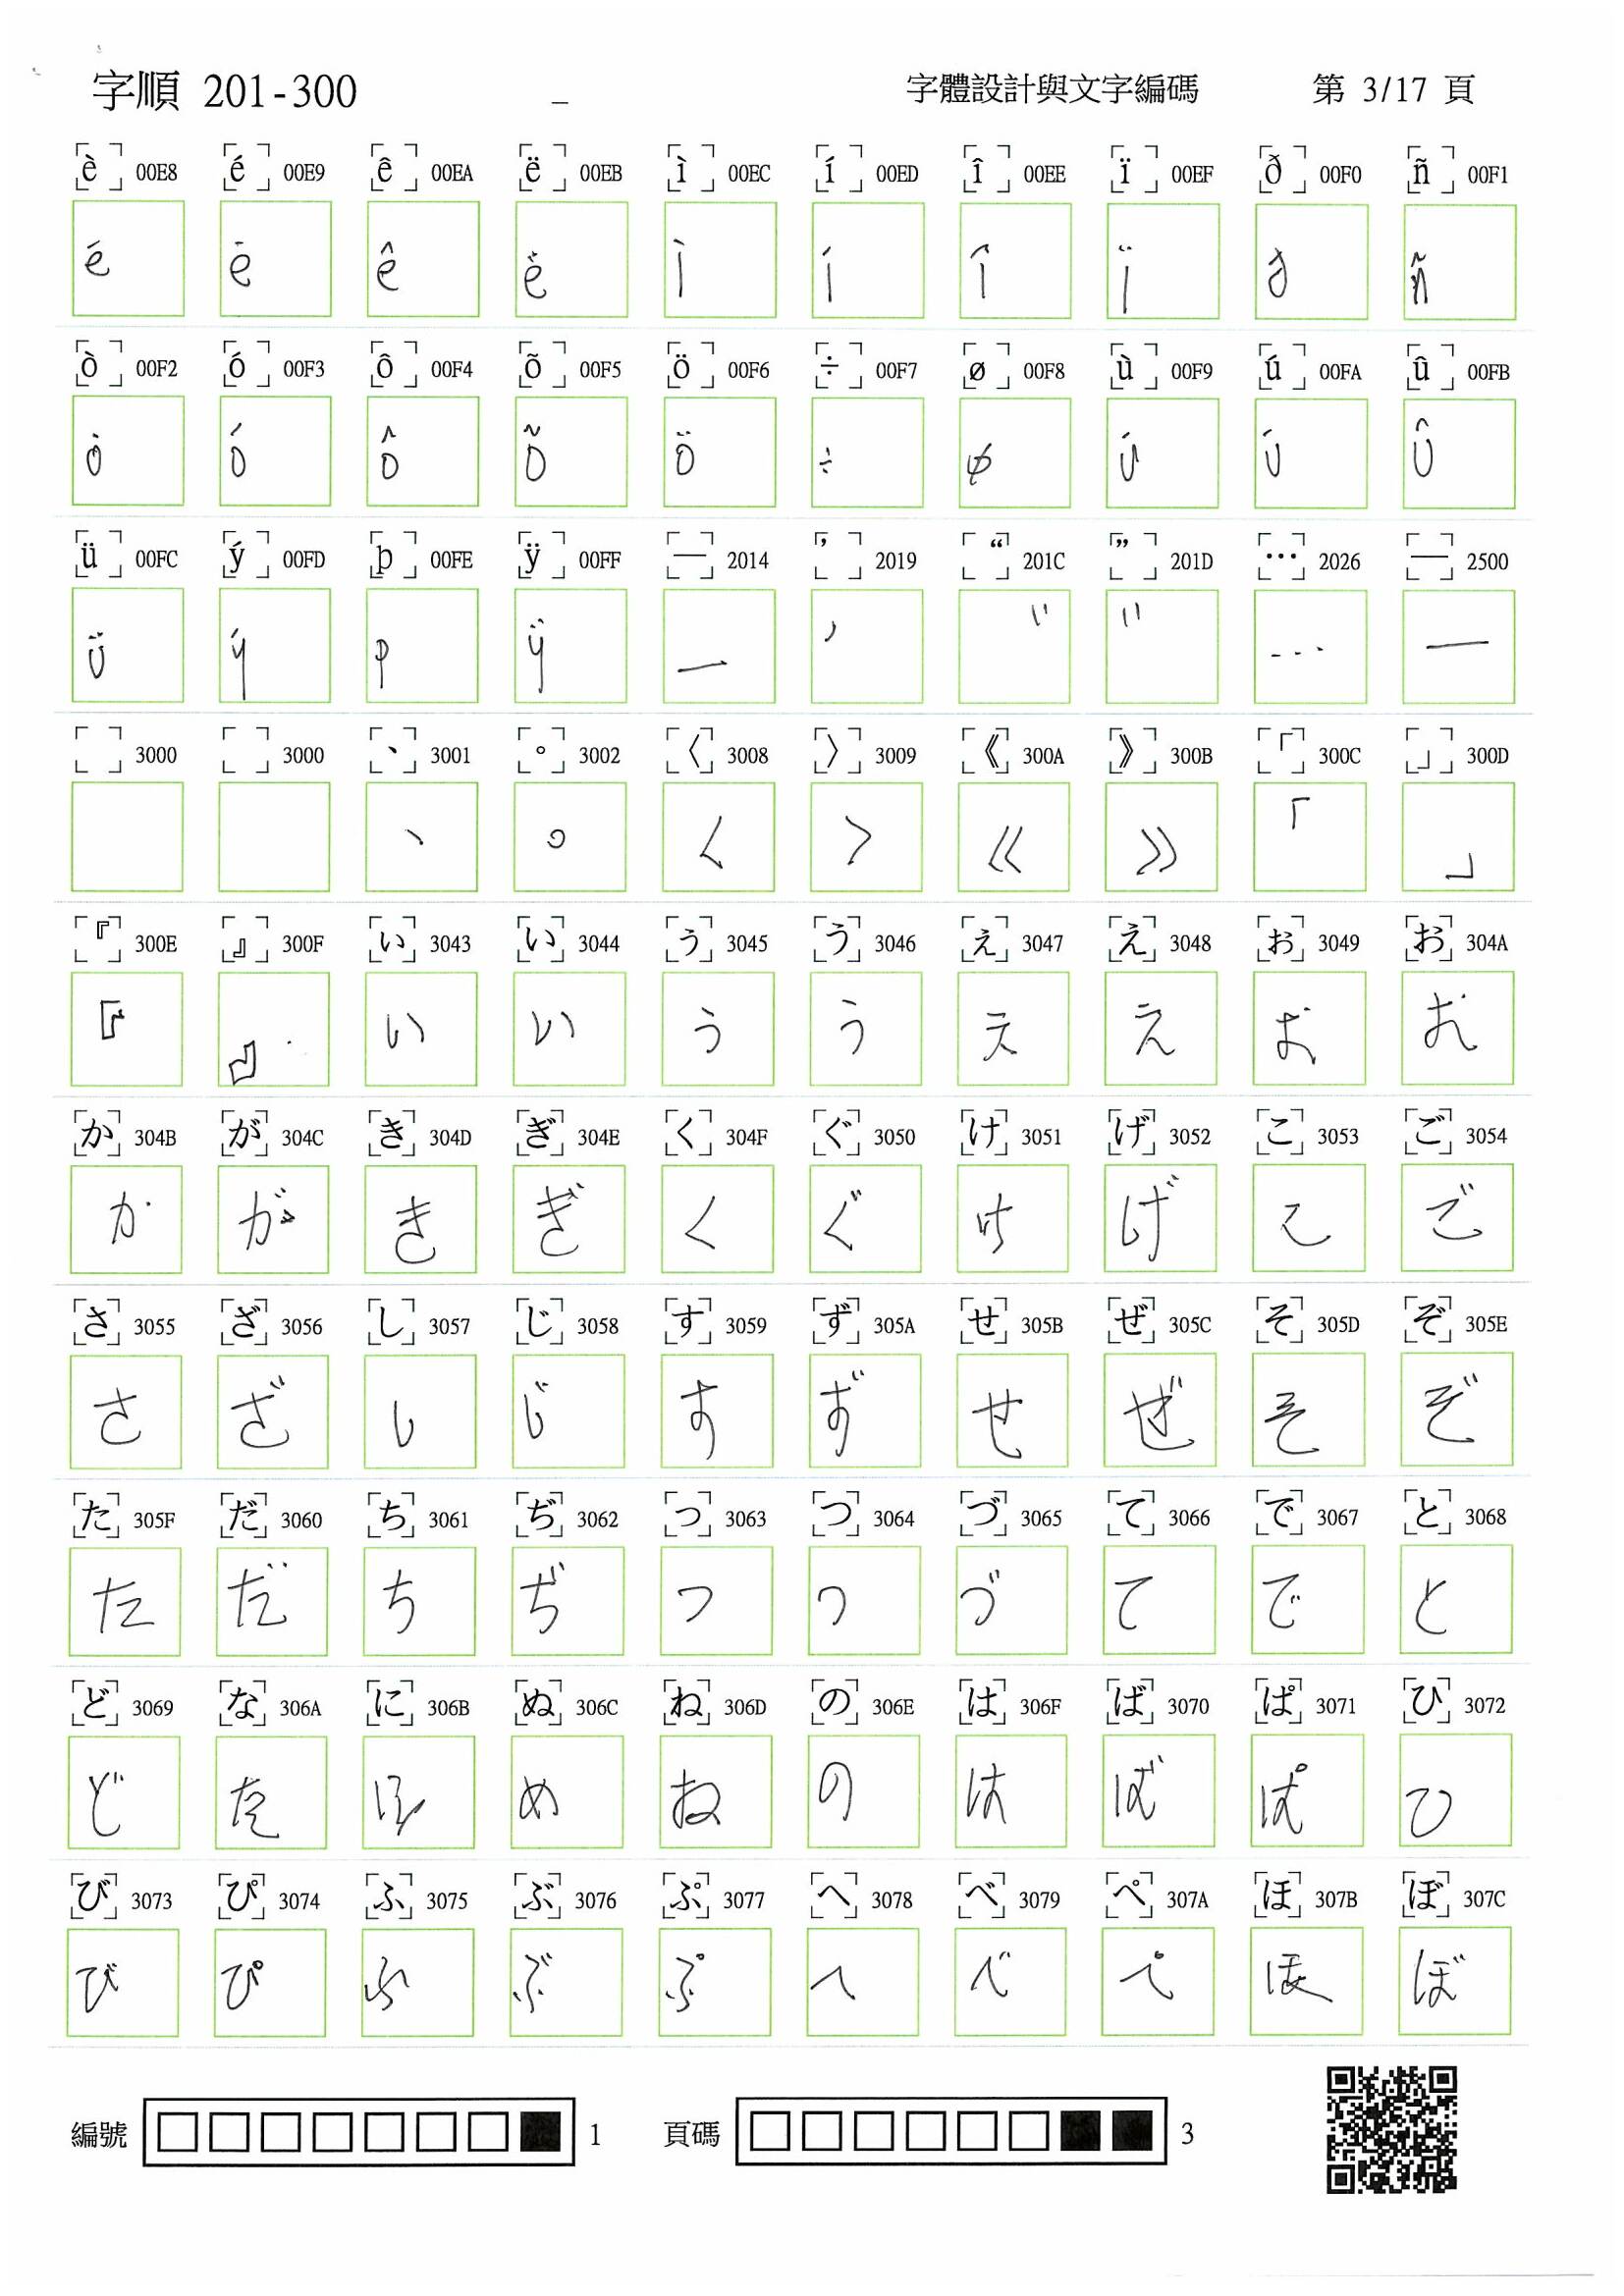 字順 201-300 _ 字體設計與文字編碼 第 3/17 頁
è 00E8 é 00E9 ê 00EA ë 00EB ì 00EC í 00ED î 00EE ï 00EF ð 00F0 ñ 00F1
é ė ê ë ì í î ï ð ñ
ò 00F2 ó 00F3 ô 00F4 õ 00F5 ö 00F6 ÷ 00F7 ø 00F8 ù 00F9 ú 00FA û 00FB
ò ó ô õ ö ÷ ø ú ú û
ü 00FC ý 00FD þ 00FE ÿ 00FF — 2014 ’ 2019 “ 201C ” 201D … 2026 ─ 2500
ü ý þ ÿ — ’ “ ” … ─
3000 3000 、 3001 。 3002 〈 3008 〉 3009 《 300A 》 300B 「 300C 」 300D
、 。 〈 〉 《 》 「 」
『 300E 』 300F ぃ 3043 い 3044 ぅ 3045 う 3046 ぇ 3047 え 3048 ぉ 3049 お 304A
『 』 ぃ い ぅ う ぇ え ぉ お
か 304B が 304C き 304D ぎ 304E く 304F ぐ 3050 け 3051 げ 3052 こ 3053 ご 3054
か が き ぎ く ぐ け げ こ ご
さ 3055 ざ 3056 し 3057 じ 3058 す 3059 ず 305A せ 305B ぜ 305C そ 305D ぞ 305E
さ ざ し じ す ず せ ぜ そ ぞ
た 305F だ 3060 ち 3061 ぢ 3062 っ 3063 つ 3064 づ 3065 て 3066 で 3067 と 3068
た だ ち ぢ っ つ づ て で と
ど 3069 な 306A に 306B ぬ 306C ね 306D の 306E は 306F ば 3070 ぱ 3071 ひ 3072
ど な に ぬ ね の は ば ぱ ひ
び 3073 ぴ 3074 ふ 3075 ぶ 3076 ぷ 3077 へ 3078 べ 3079 ぺ 307A ほ 307B ぼ 307C
び ぴ ふ ぶ ぷ へ べ ぺ ほ ぼ
編號 1 頁碼 3